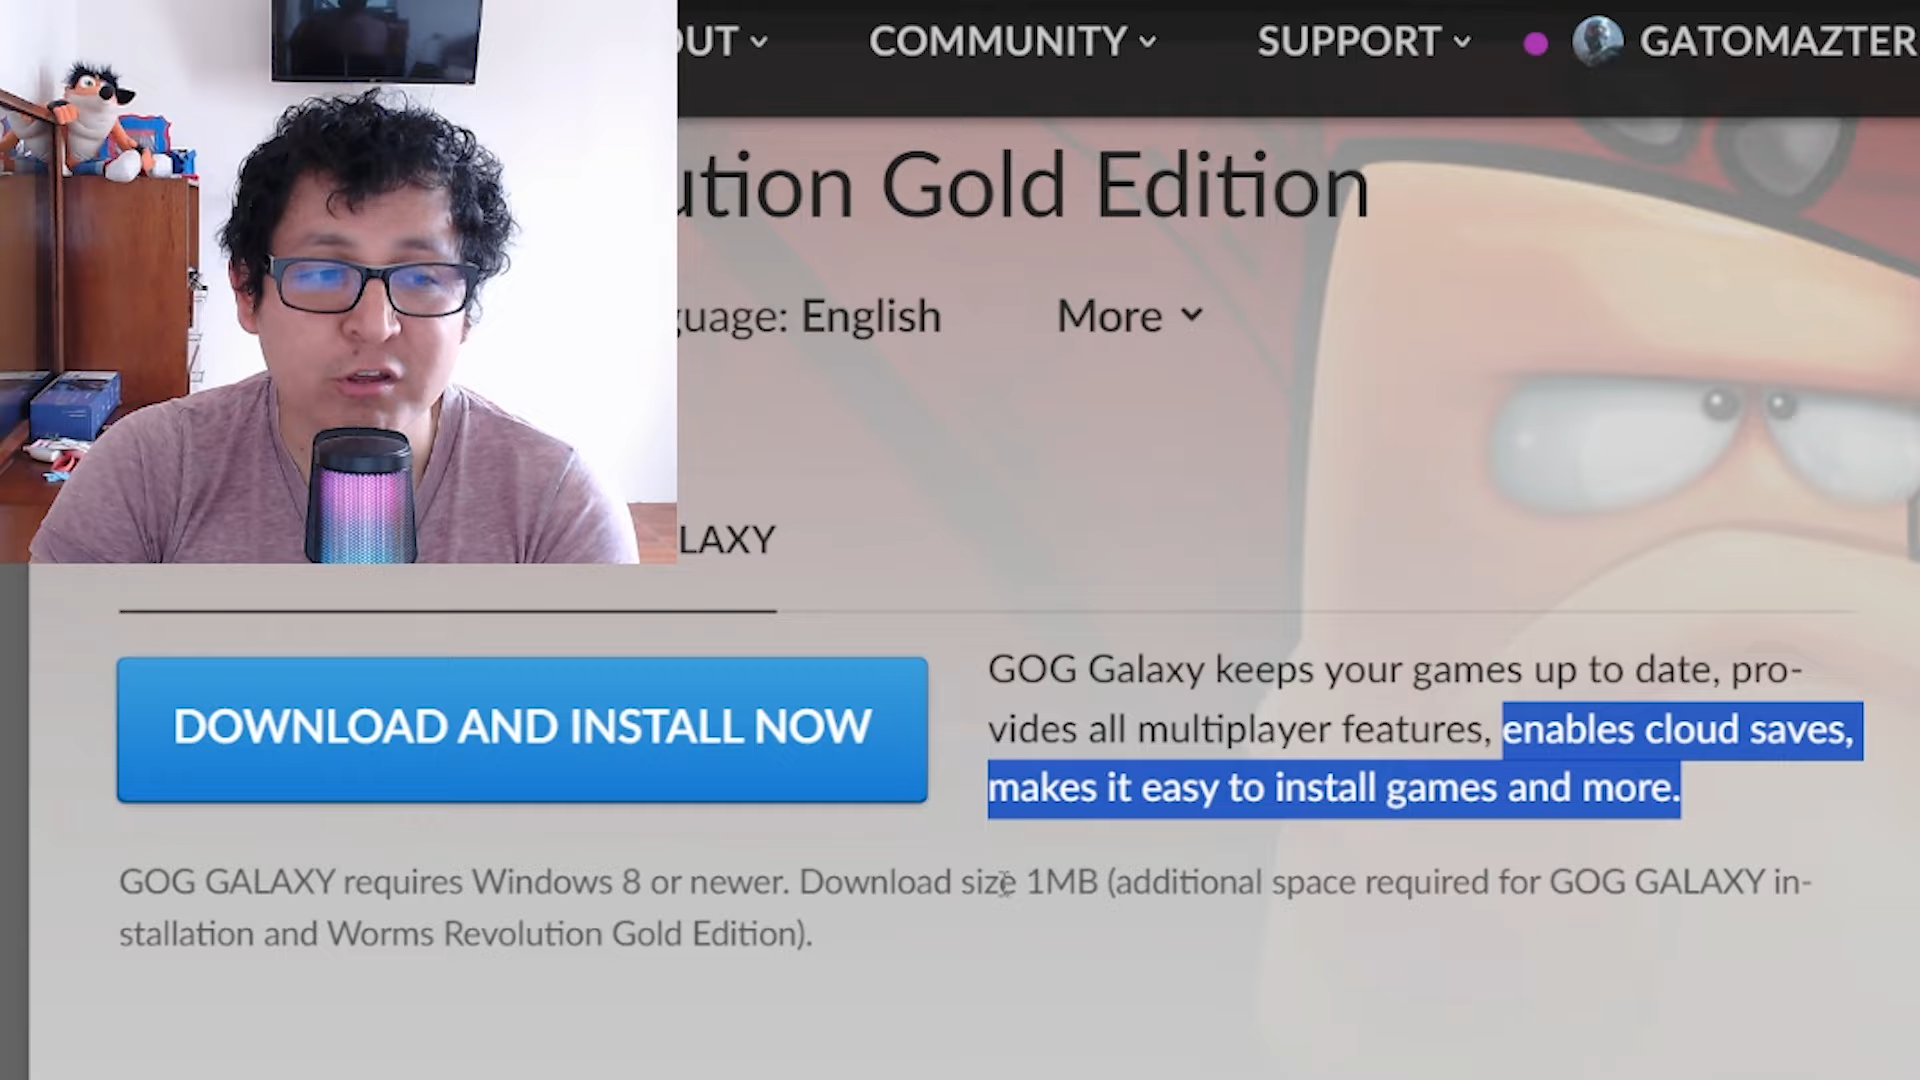 OUT
COMMUNITY
SUPPORT
GATOMAZTER
ution Gold Edition
guage: English
More
LAXY
DOWNLOAD AND INSTALL NOW
GOG Galaxy keeps your games up to date, pro-
vides all multiplayer features, enables cloud saves,
makes it easy to install games and more.
GOG GALAXY requires Windows 8 or newer. Download size 1MB (additional space required for GOG GALAXY in-
stallation and Worms Revolution Gold Edition).